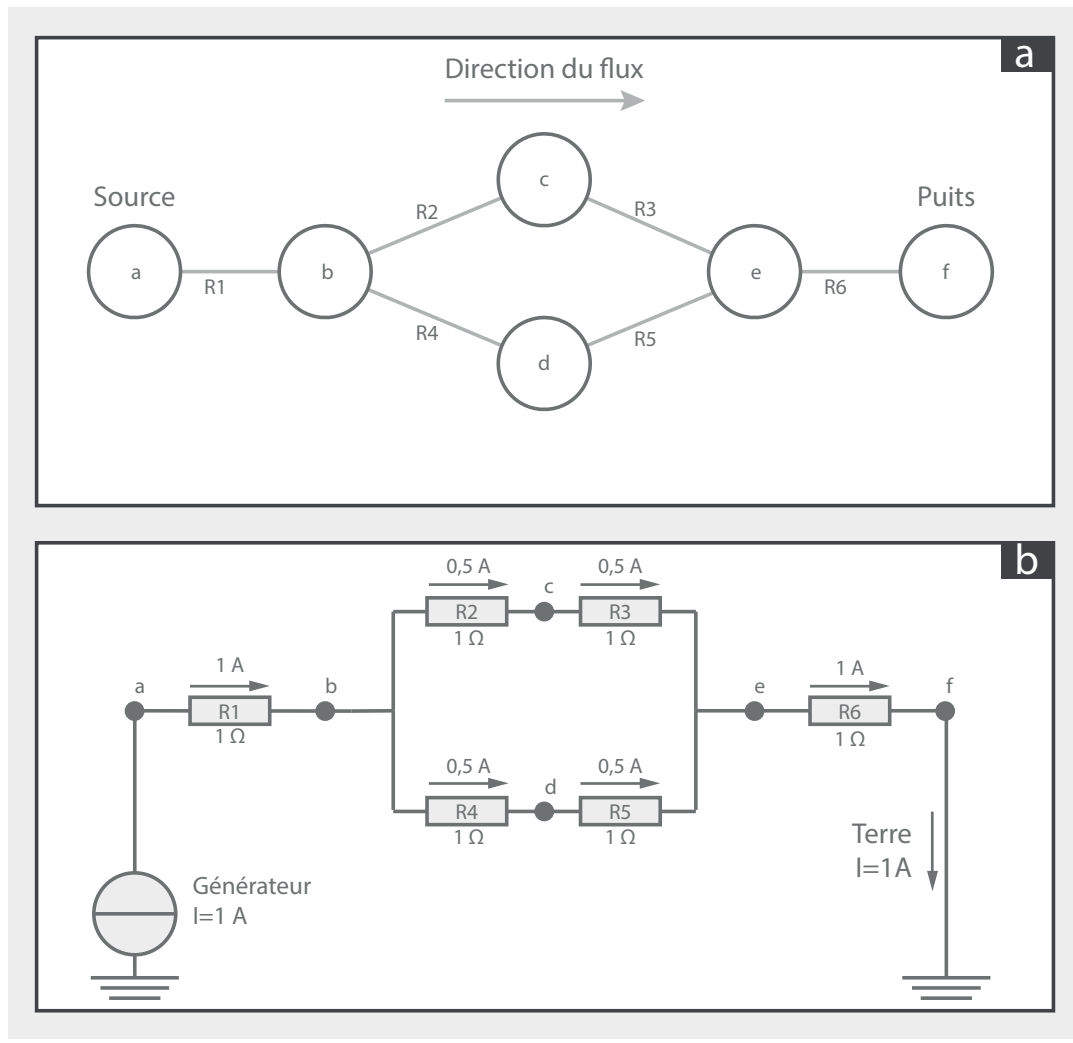 a
Direction du flux
c
Source
Puits
R2
R3
a
b
e
f
R1
R6
R4
R5
d
b
0,5 A
0,5 A
c
R2
R3
1 Ω
1 Ω
1 A
1 A
a
b
e
f
R1
R6
1 Ω
1 Ω
0,5 A
0,5 A
d
R4
R5
1 Ω
1 Ω
Terre
I=1A
Générateur
I=1 A